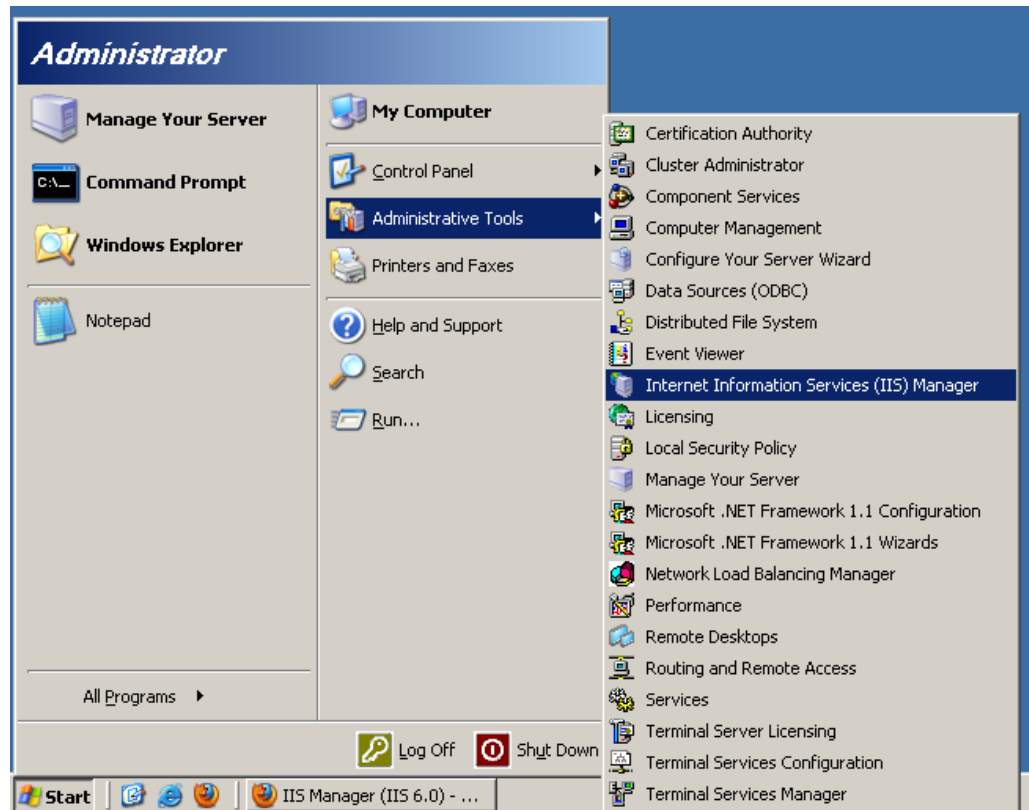 Administrator
Manage Your Server
C:\_
Command Prompt
Windows Explorer
Notepad
All Programs
My Computer
Control Panel
Administrative Tools
Printers and Faxes
Help and Support
Search
Run...
Certification Authority
Cluster Administrator
Component Services
Computer Management
Configure Your Server Wizard
Data Sources (ODBC)
Distributed File System
Event Viewer
Internet Information Services (IIS) Manager
Licensing
Local Security Policy
Manage Your Server
Microsoft .NET Framework 1.1 Configuration
Microsoft .NET Framework 1.1 Wizards
Network Load Balancing Manager
Performance
Remote Desktops
Routing and Remote Access
Services
Terminal Server Licensing
Terminal Services Configuration
Terminal Services Manager
Log Off
Shut Down
Start
IIS Manager (IIS 6.0) - ...